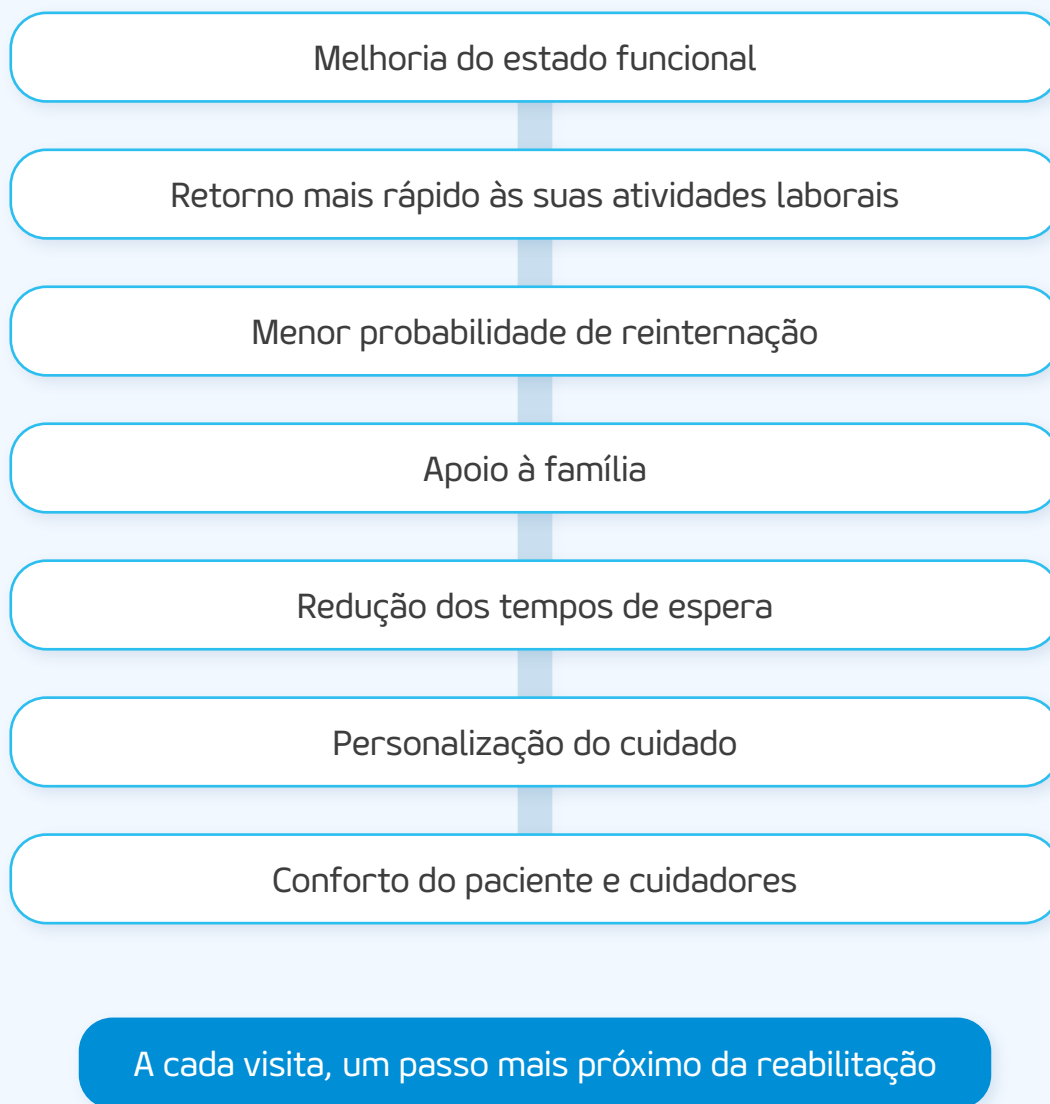 Melhoria do estado funcional
Retorno mais rápido às suas atividades laborais
Menor probabilidade de reinternação
Apoio à família
Redução dos tempos de espera
Personalização do cuidado
Conforto do paciente e cuidadores
A cada visita, um passo mais próximo da reabilitação